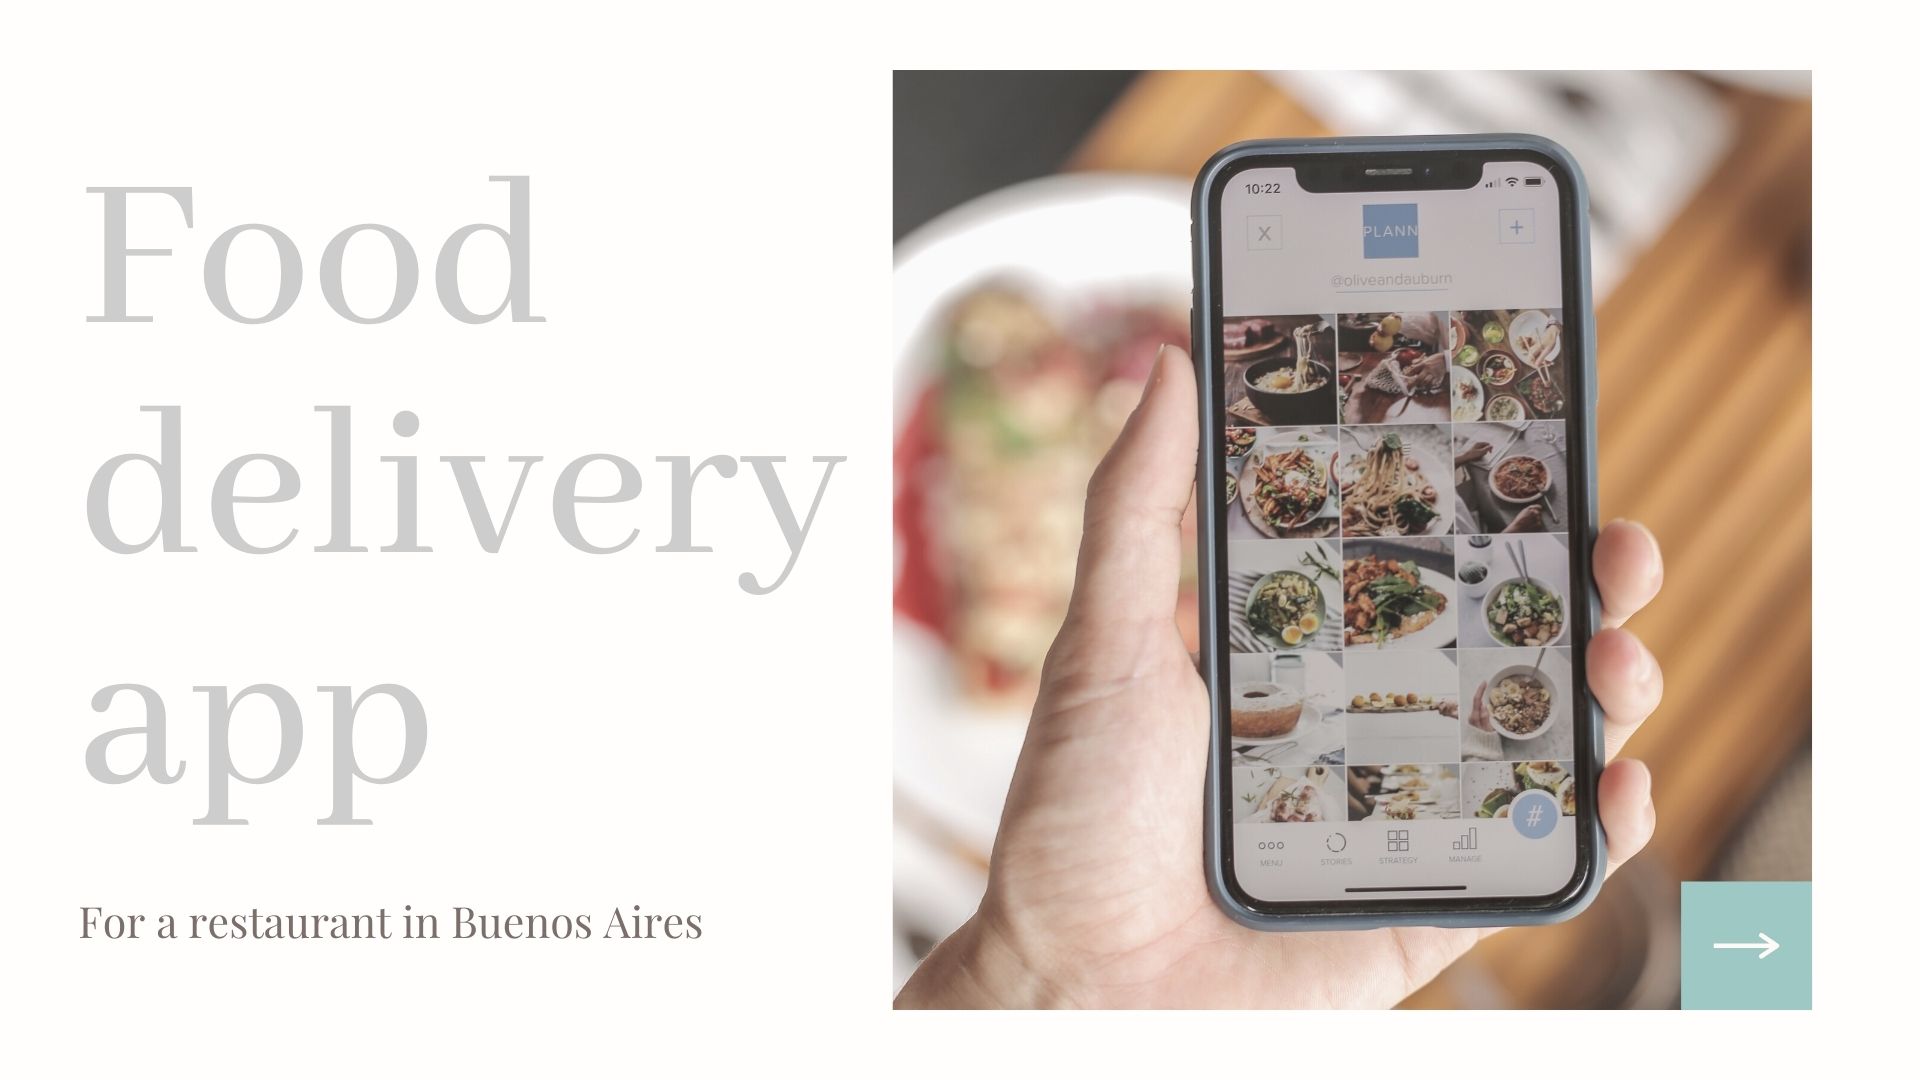 Food
delivery
app
For a restaurant in Buenos Aires
10:22
X
PLANN
+
@oliveandauburn
#
MENU
STORIES
STRATEGY
MANAGE